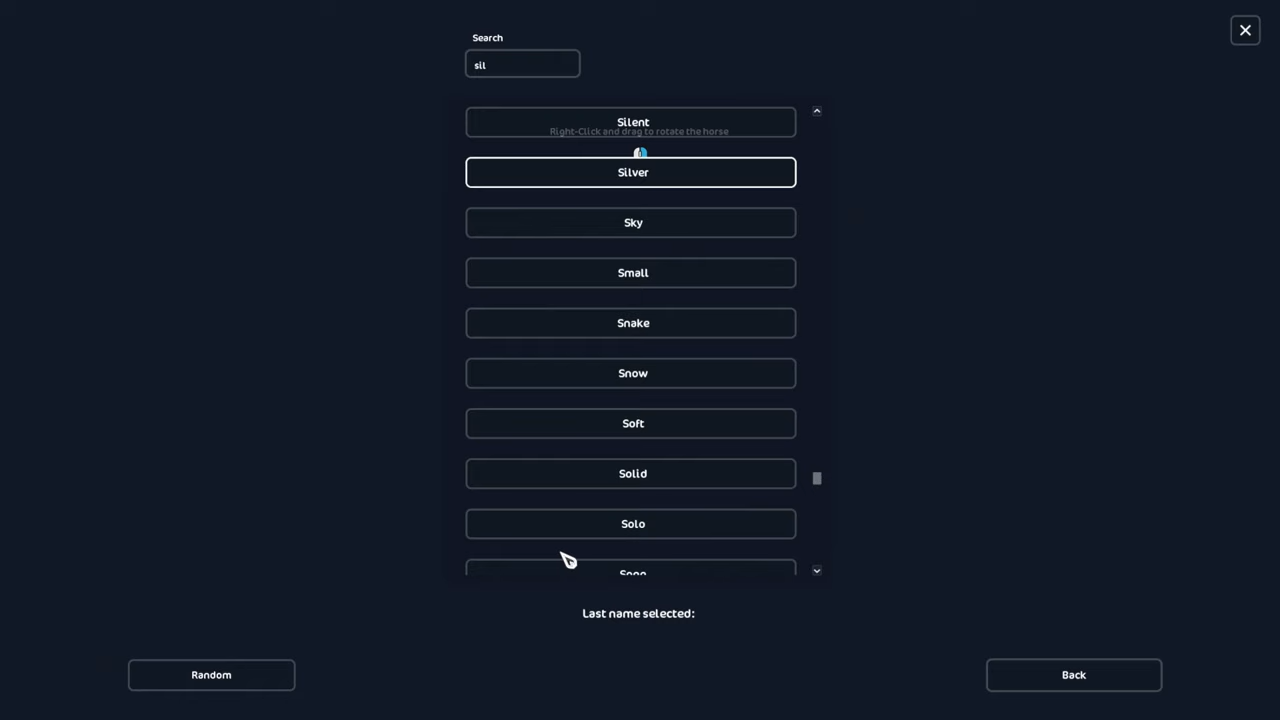 Search
sil
Silent
Right-Click and drag to rotate the horse
Silver
Sky
Small
Snake
Snow
Soft
Solid
Solo
Song
Last name selected:
Random
Back